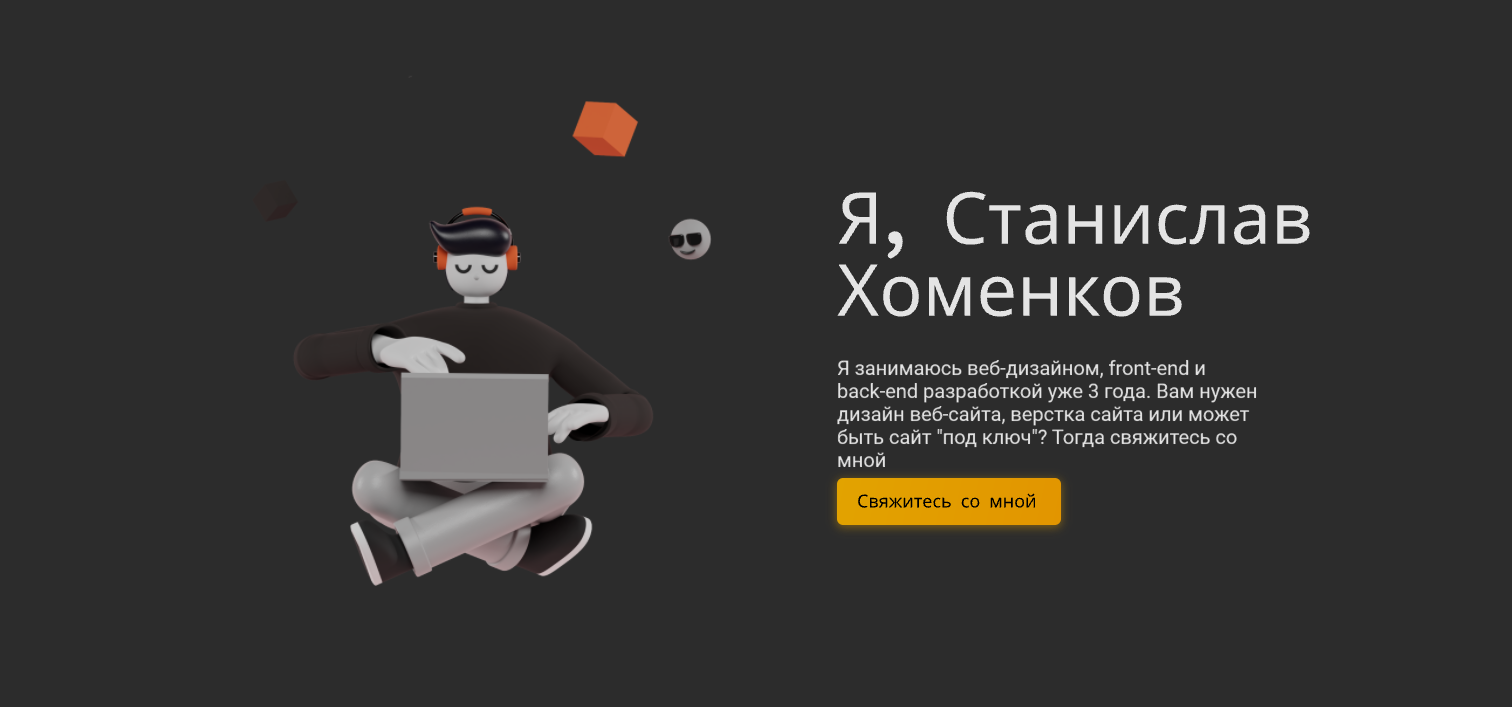 Я, Станислав
Хоменков
Я занимаюсь веб-дизайном, front-end и
back-end разработкой уже 3 года. Вам нужен
дизайн веб-сайта, верстка сайта или может
быть сайт "под ключ"? Тогда свяжитесь со
мной
Свяжитесь со мной